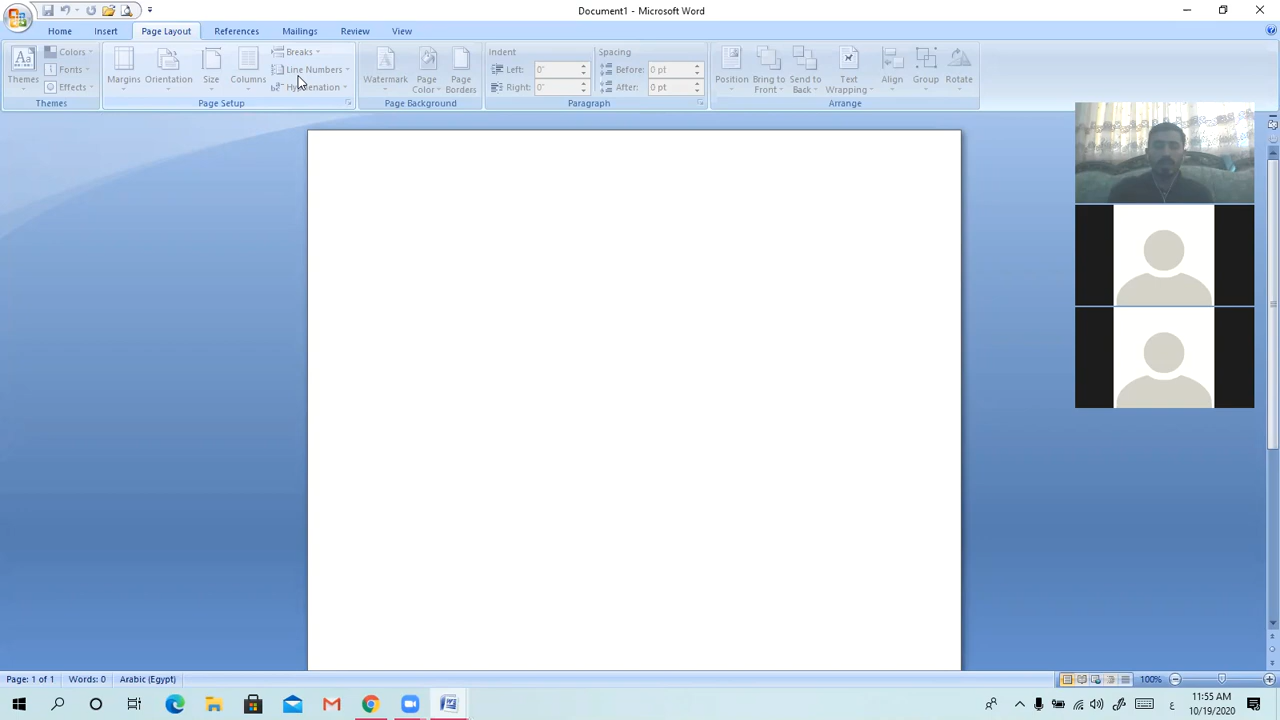 Document1 - Microsoft Word
Home Insert Page Layout References Mailings Review View
Themes
Colors
Fonts
Effects
Themes
Margins
Orientation
Size
Columns
Breaks
Line Numbers
Page Setup
Watermark
Page Color
Page Borders
Page Background
Indent
Left: 0"
Right: 0"
Spacing
Before: 0 pt
After: 0 pt
Paragraph
Position
Bring to Front
Send to Back
Text Wrapping
Align
Group
Rotate
Arrange
Page: 1 of 1 Words: 0 Arabic (Egypt)
100%
ع
11:55 AM
10/19/2020